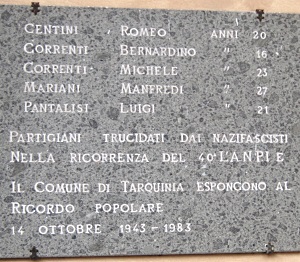 CENTINI ROMEO ANNI 20
CORRENTI BERNARDINO " 16
CORRENTI MICHELE " 23
MARIANI MANFREDI " 27
PANTALISI LUIGI " 21
PARTIGIANI TRUCIDATI DAI NAZIFASCISTI
NELLA RICORRENZA DEL 40° L'A.N.P.I. E
IL COMUNE DI TARQUINIA ESPONGONO AL
RICORDO POPOLARE
14 OTTOBRE 1943-1983